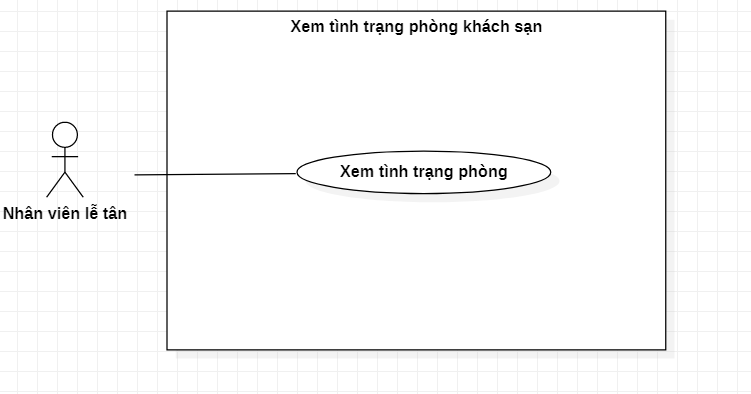 Xem tình trạng phòng khách sạn
Xem tình trạng phòng
Nhân viên lễ tân